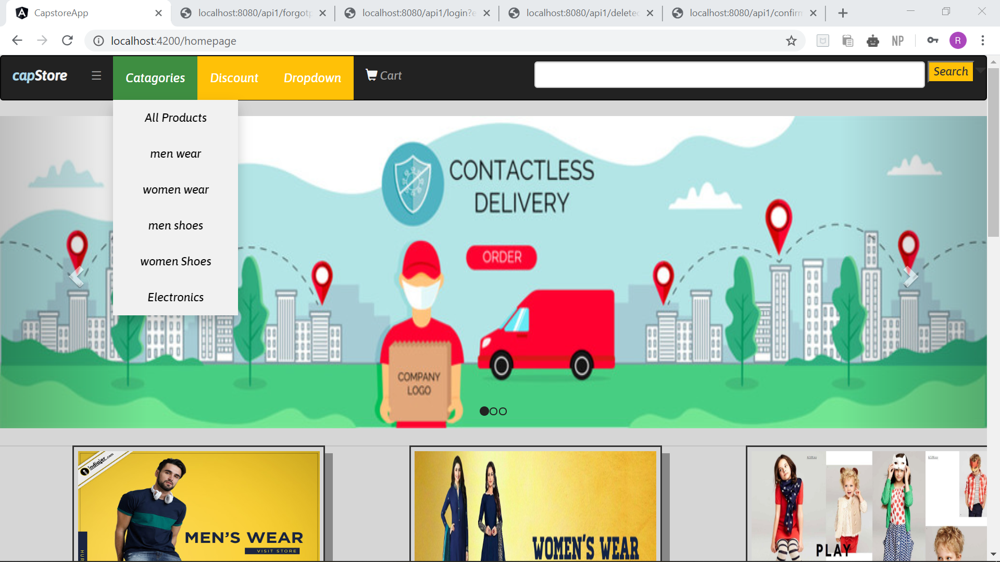 CapstoreApp
localhost:8080/api1/forgotp
localhost:8080/api1/login?e
localhost:8080/api1/deletec
localhost:8080/api1/confirm
localhost:4200/homepage
NP
R
capStore
☰
Catagories
Discount
Dropdown
Cart
Search
All Products
men wear
women wear
men shoes
women Shoes
Electronics
CONTACTLESS
DELIVERY
ORDER
COMPANY
LOGO
indiater.com
MEN'S WEAR
VISIT STORE
HUR
WOMEN'S WEAR
PLAY